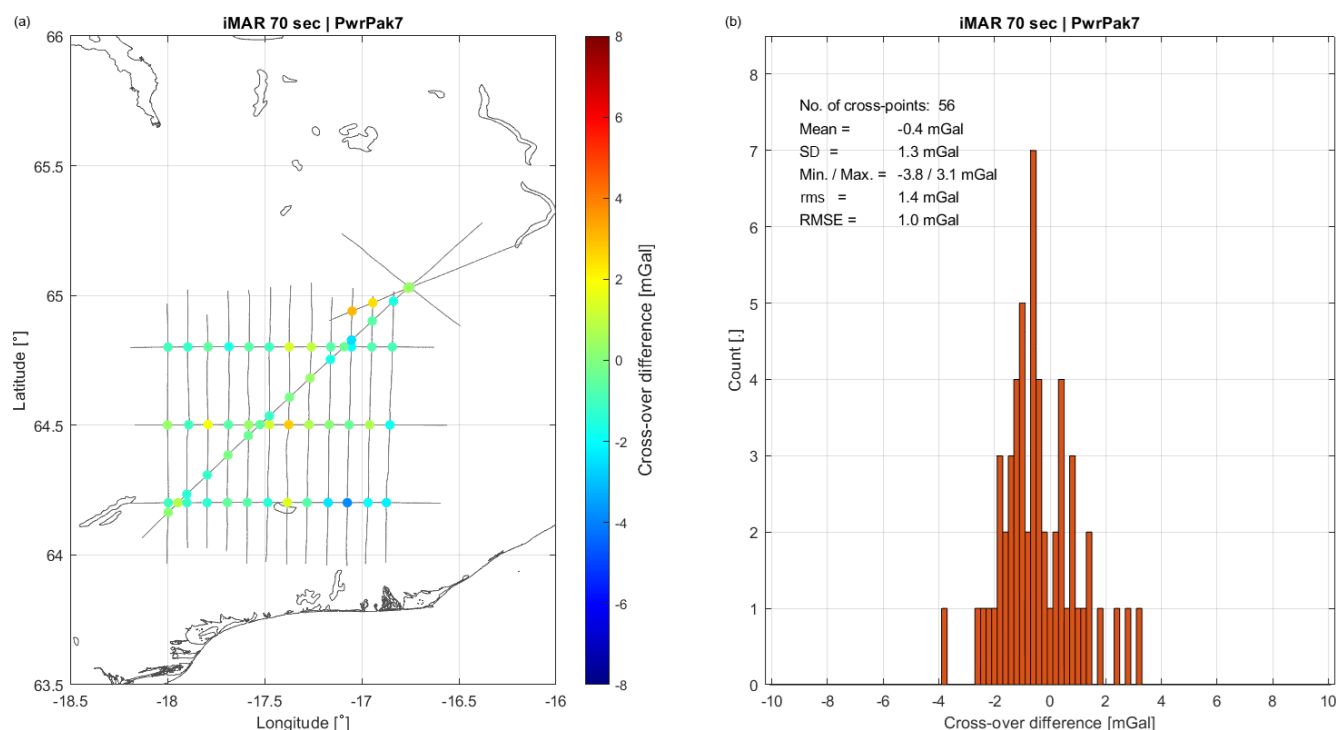 (a)
iMAR 70 sec | PwrPak7
66
65.5
65
64.5
64
63.5
Latitude [°]
-18.5
-18
-17.5
-17
-16.5
-16
Longitude [°]
8
6
4
2
0
-2
-4
-6
-8
Cross-over difference [mGal]
(b)
iMAR 70 sec | PwrPak7
No. of cross-points: 56
Mean = -0.4 mGal
SD = 1.3 mGal
Min. / Max. = -3.8 / 3.1 mGal
rms = 1.4 mGal
RMSE = 1.0 mGal
8
7
6
5
4
3
2
1
0
Count [.]
-10
-8
-6
-4
-2
0
2
4
6
8
10
Cross-over difference [mGal]